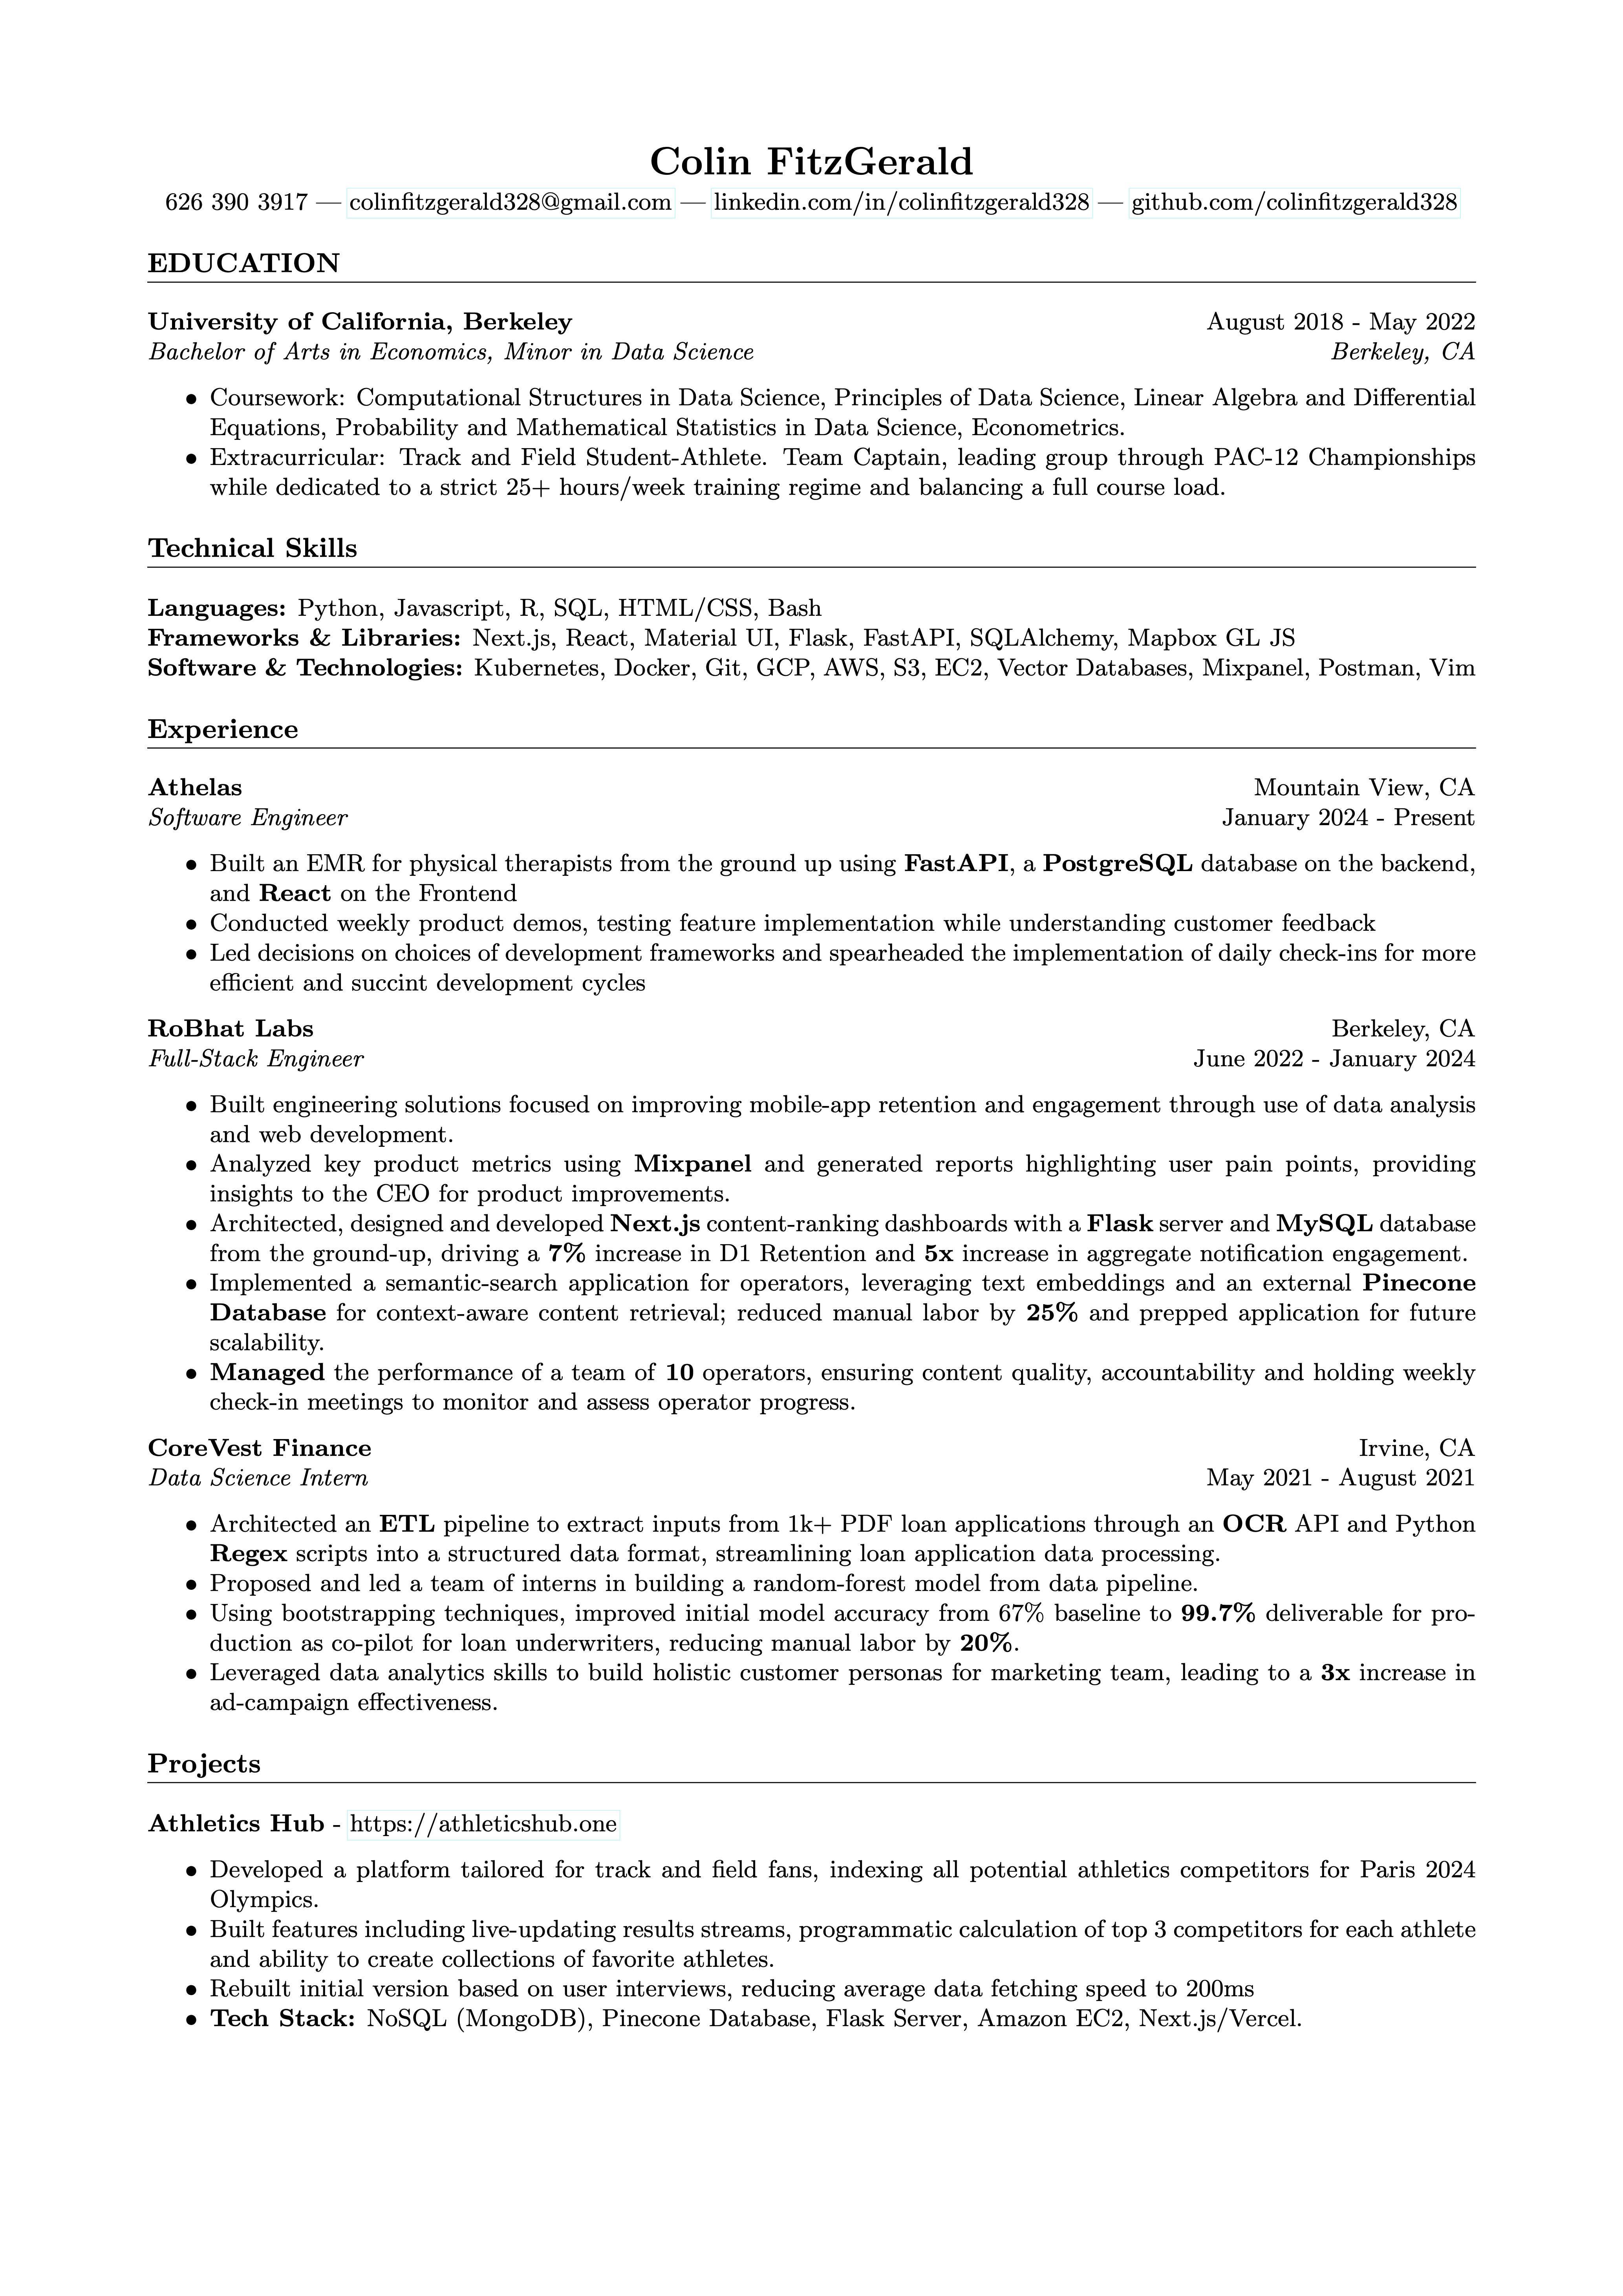 Colin FitzGerald
626 390 3917 — colinfitzgerald328@gmail.com — linkedin.com/in/colinfitzgerald328 — github.com/colinfitzgerald328
EDUCATION
University of California, Berkeley August 2018 - May 2022
Bachelor of Arts in Economics, Minor in Data Science Berkeley, CA
• Coursework: Computational Structures in Data Science, Principles of Data Science, Linear Algebra and Differential
Equations, Probability and Mathematical Statistics in Data Science, Econometrics.
• Extracurricular: Track and Field Student-Athlete. Team Captain, leading group through PAC-12 Championships
while dedicated to a strict 25+ hours/week training regime and balancing a full course load.
Technical Skills
Languages: Python, Javascript, R, SQL, HTML/CSS, Bash
Frameworks & Libraries: Next.js, React, Material UI, Flask, FastAPI, SQLAlchemy, Mapbox GL JS
Software & Technologies: Kubernetes, Docker, Git, GCP, AWS, S3, EC2, Vector Databases, Mixpanel, Postman, Vim
Experience
Athelas Mountain View, CA
Software Engineer January 2024 - Present
• Built an EMR for physical therapists from the ground up using FastAPI, a PostgreSQL database on the backend,
and React on the Frontend
• Conducted weekly product demos, testing feature implementation while understanding customer feedback
• Led decisions on choices of development frameworks and spearheaded the implementation of daily check-ins for more
efficient and succint development cycles
RoBhat Labs Berkeley, CA
Full-Stack Engineer June 2022 - January 2024
• Built engineering solutions focused on improving mobile-app retention and engagement through use of data analysis
and web development.
• Analyzed key product metrics using Mixpanel and generated reports highlighting user pain points, providing
insights to the CEO for product improvements.
• Architected, designed and developed Next.js content-ranking dashboards with a Flask server and MySQL database
from the ground-up, driving a 7% increase in D1 Retention and 5x increase in aggregate notification engagement.
• Implemented a semantic-search application for operators, leveraging text embeddings and an external Pinecone
Database for context-aware content retrieval; reduced manual labor by 25% and prepped application for future
scalability.
• Managed the performance of a team of 10 operators, ensuring content quality, accountability and holding weekly
check-in meetings to monitor and assess operator progress.
CoreVest Finance Irvine, CA
Data Science Intern May 2021 - August 2021
• Architected an ETL pipeline to extract inputs from 1k+ PDF loan applications through an OCR API and Python
Regex scripts into a structured data format, streamlining loan application data processing.
• Proposed and led a team of interns in building a random-forest model from data pipeline.
• Using bootstrapping techniques, improved initial model accuracy from 67% baseline to 99.7% deliverable for pro-
duction as co-pilot for loan underwriters, reducing manual labor by 20%.
• Leveraged data analytics skills to build holistic customer personas for marketing team, leading to a 3x increase in
ad-campaign effectiveness.
Projects
Athletics Hub - https://athleticshub.one
• Developed a platform tailored for track and field fans, indexing all potential athletics competitors for Paris 2024
Olympics.
• Built features including live-updating results streams, programmatic calculation of top 3 competitors for each athlete
and ability to create collections of favorite athletes.
• Rebuilt initial version based on user interviews, reducing average data fetching speed to 200ms
• Tech Stack: NoSQL (MongoDB), Pinecone Database, Flask Server, Amazon EC2, Next.js/Vercel.